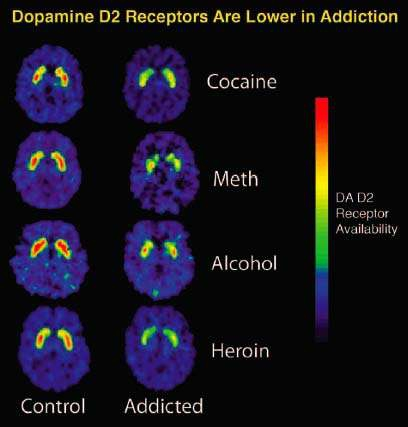 Dopamine D2 Receptors Are Lower in Addiction
Cocaine
Meth
DA D2
Receptor
Availability
Alcohol
Heroin
Control Addicted